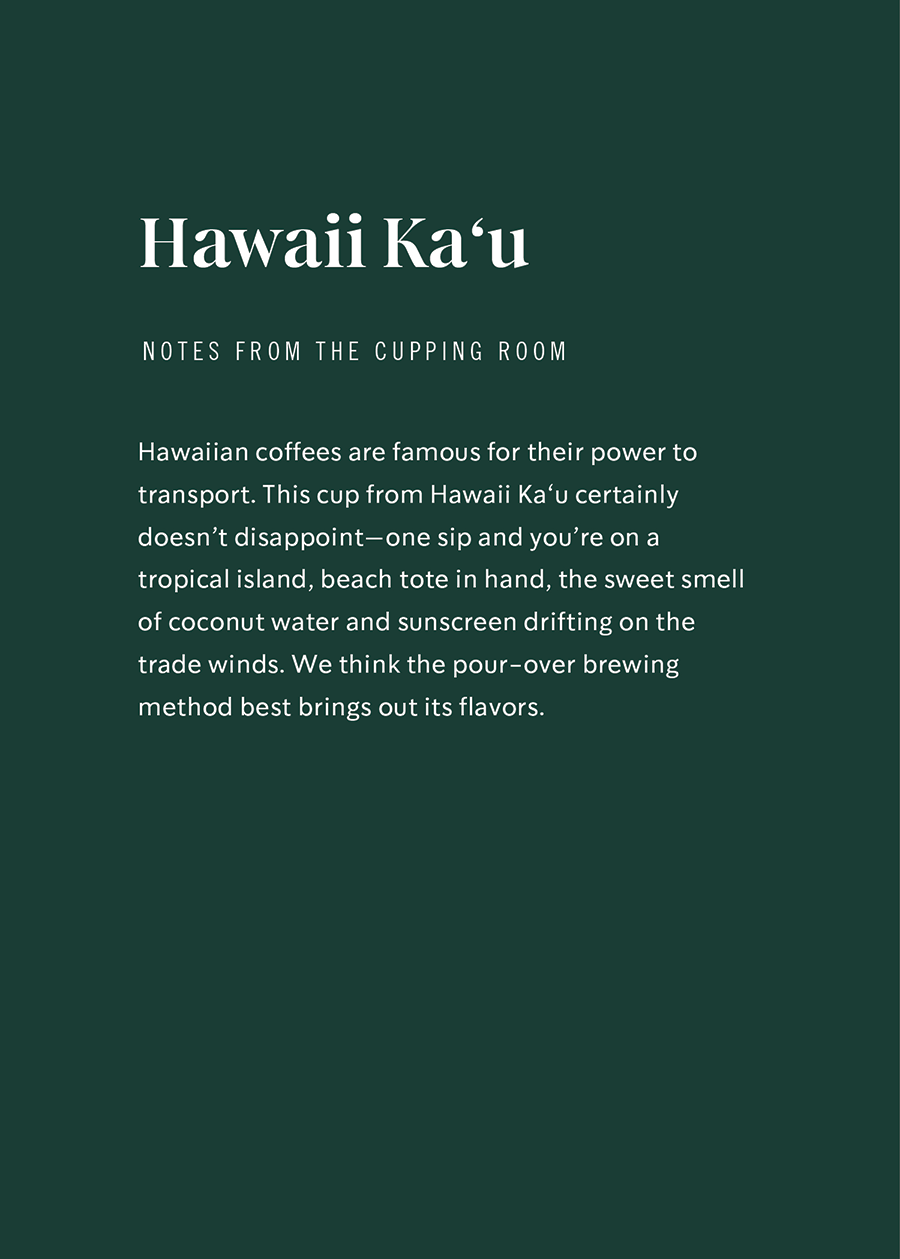 Hawaii Ka‘u
NOTES FROM THE CUPPING ROOM
Hawaiian coffees are famous for their power to
transport. This cup from Hawaii Ka‘u certainly
doesn’t disappoint—one sip and you’re on a
tropical island, beach tote in hand, the sweet smell
of coconut water and sunscreen drifting on the
trade winds. We think the pour–over brewing
method best brings out its flavors.